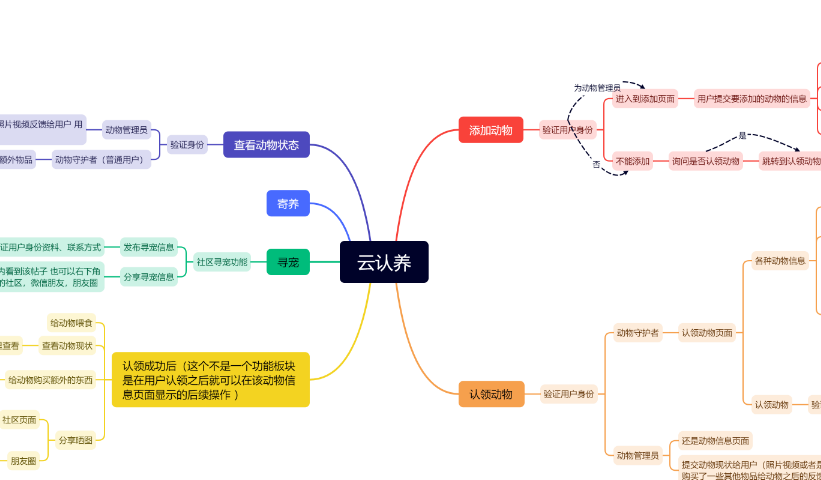 云认养
添加动物
验证用户身份
为动物管理员
进入到添加页面
用户提交要添加的动物的信息
否
不能添加
询问是否认领动物
是
跳转到认领动物
认领动物
验证用户身份
动物守护者
认领动物页面
各种动物信息
认领动物
动物管理员
还是动物信息页面
提交动物现状给用户（照片视频或者是
购买了一些其他物品给动物之后的反馈
查看动物状态
验证身份
动物管理员
照片视频反馈给用户 用
动物守护者（普通用户）
额外物品
寄养
寻宠
社区寻宠功能
发布寻宠信息
证用户身份资料，联系方式
分享寻宠信息
内看到该帖子 也可以右下角
的社区，微信朋友，朋友圈
认领成功后（这个不是一个功能板块
是在用户认领之后就可以在该动物信
息页面显示的后续操作 ）
给动物喂食
查看动物现状
查看
给动物购买额外的东西
分享晒图
社区页面
朋友圈